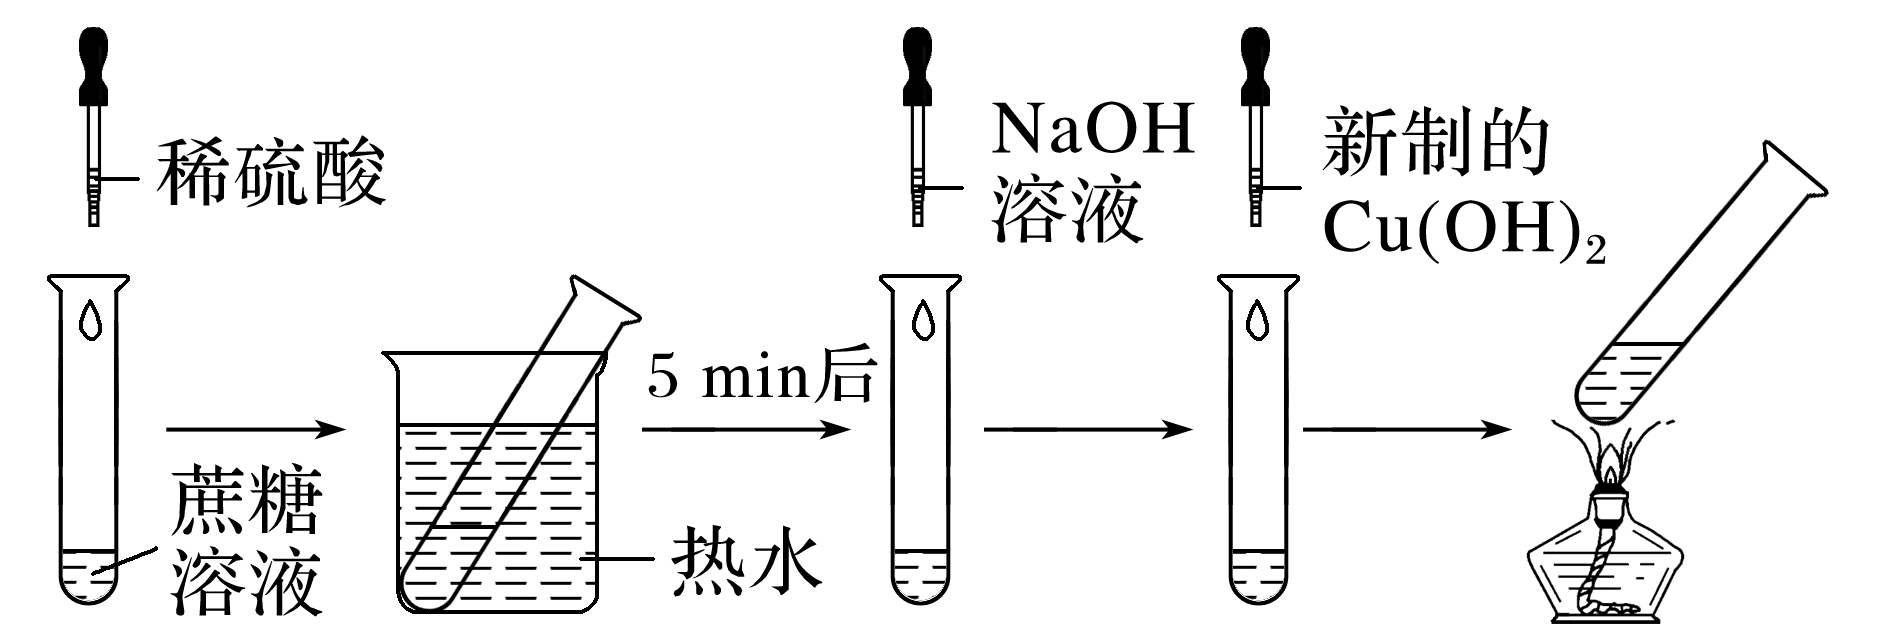 稀硫酸
蔗糖
溶液
热水
5 min后
NaOH
溶液
新制的
Cu(OH)₂